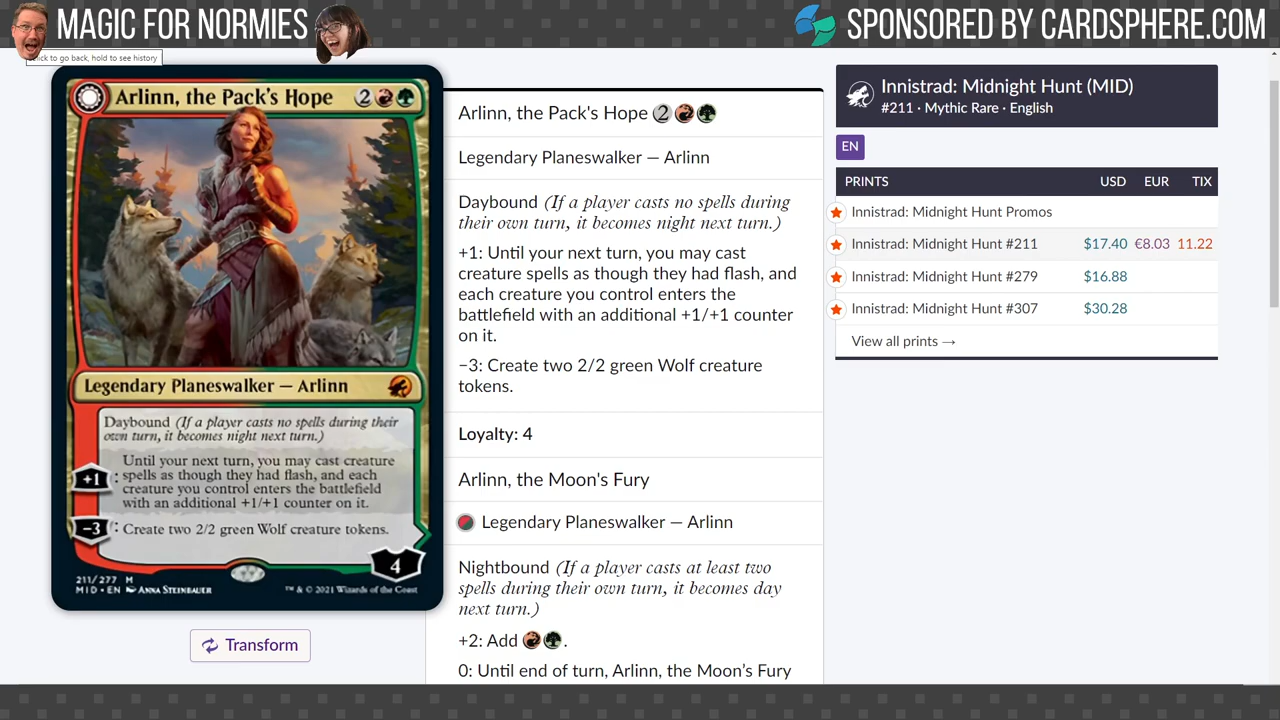 MAGIC FOR NORMIES
SPONSORED BY CARDSPHERE.COM
to go back, hold to see history
Arlinn, the Pack's Hope 2
Legendary Planeswalker — Arlinn
Daybound (If a player casts no spells during their
own turn, it becomes night next turn.)
+1: Until your next turn, you may cast creature
spells as though they had flash, and each
creature you control enters the battlefield
with an additional +1/+1 counter on it.
−3: Create two 2/2 green Wolf creature tokens.
4
211/277 M
MID • EN ANNA STEINBAUER
™ & © 2021 Wizards of the Coast
Transform
Arlinn, the Pack's Hope 2
Legendary Planeswalker — Arlinn
Daybound (If a player casts no spells during
their own turn, it becomes night next turn.)
+1: Until your next turn, you may cast
creature spells as though they had flash, and
each creature you control enters the
battlefield with an additional +1/+1 counter
on it.
−3: Create two 2/2 green Wolf creature
tokens.
Loyalty: 4
Arlinn, the Moon's Fury
Legendary Planeswalker — Arlinn
Nightbound (If a player casts at least two
spells during their own turn, it becomes day
next turn.)
+2: Add .
0: Until end of turn, Arlinn, the Moon's Fury
Innistrad: Midnight Hunt (MID)
#211 · Mythic Rare · English
EN
PRINTS USD EUR TIX
Innistrad: Midnight Hunt Promos
Innistrad: Midnight Hunt #211 $17.40 €8.03 11.22
Innistrad: Midnight Hunt #279 $16.88
Innistrad: Midnight Hunt #307 $30.28
View all prints →